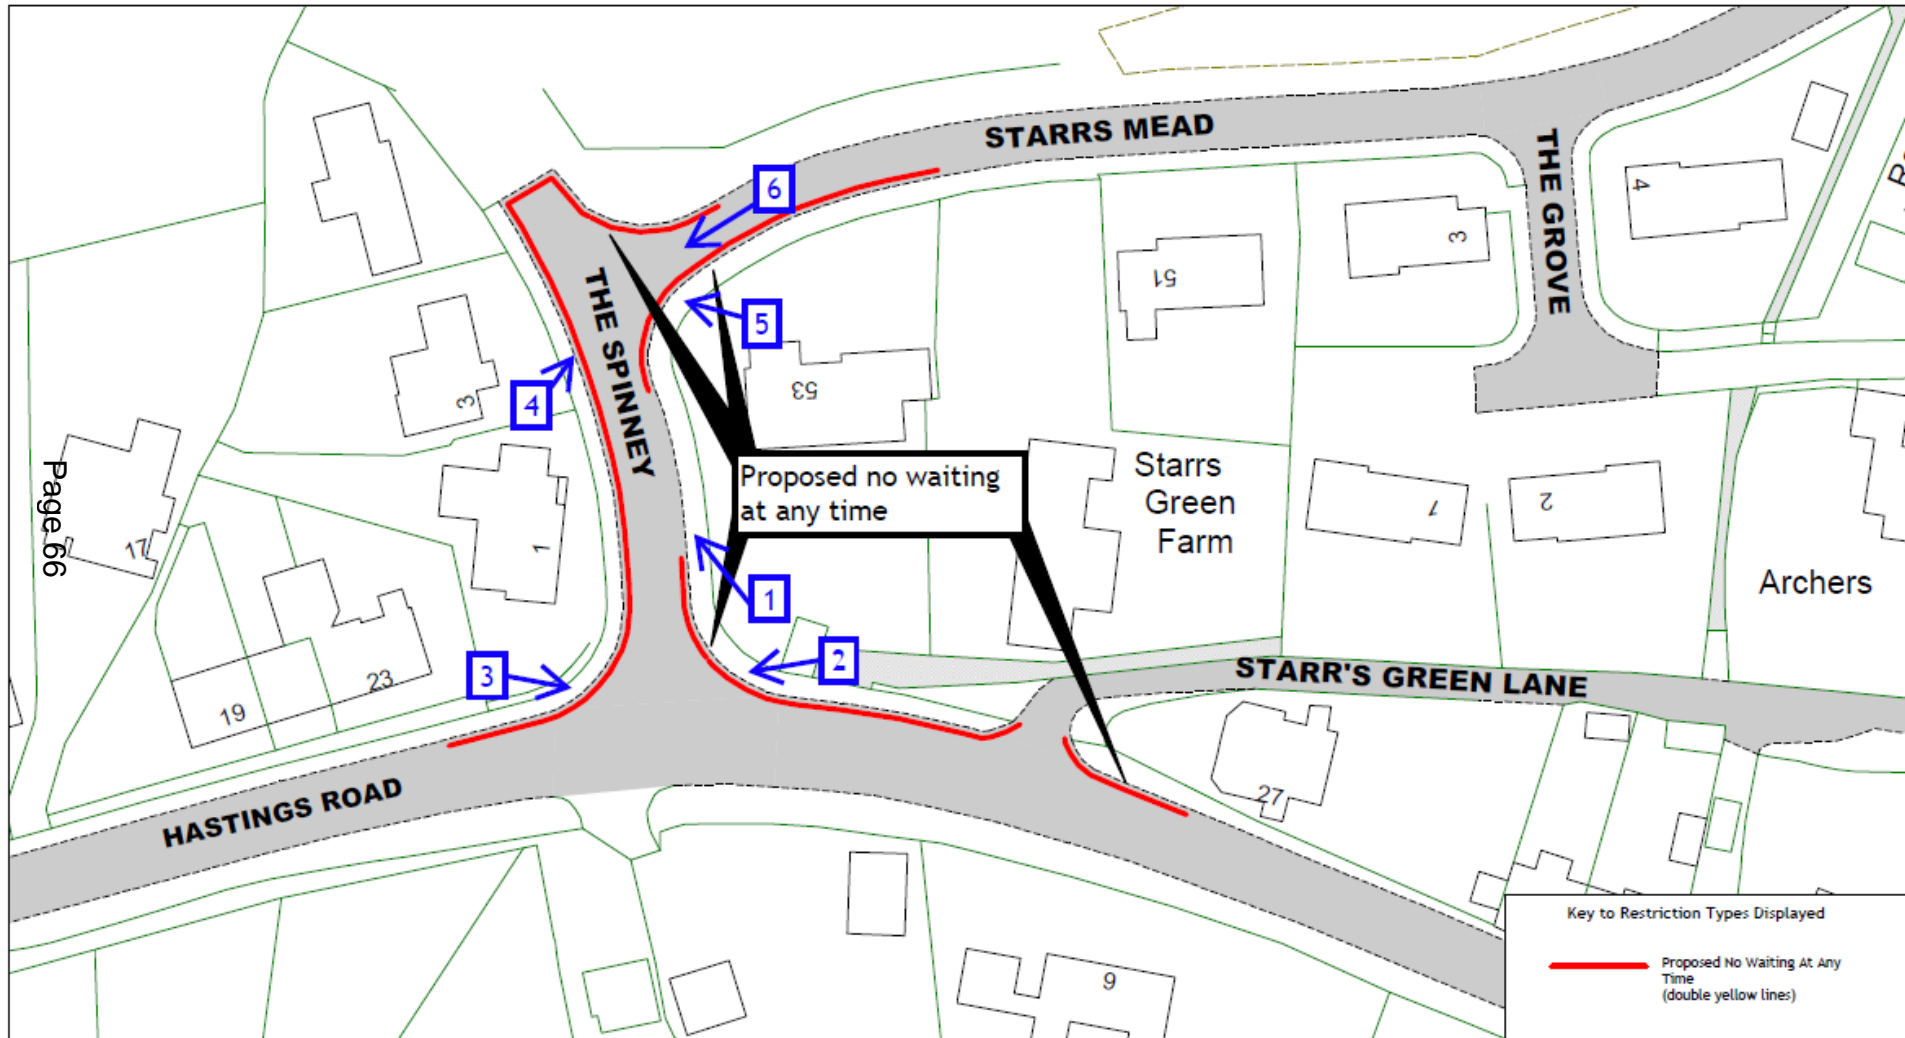 STARRS MEAD
THE GROVE
4
6
3
51
THE SPINNEY
5
53
3
4
Proposed no waiting
at any time
Starrs
Green
Farm
Page 66
17
1
1
2
Archers
1
2
3
23
19
STARR'S GREEN LANE
HASTINGS ROAD
27
9
Key to Restriction Types Displayed
Proposed No Waiting At Any
Time
(double yellow lines)